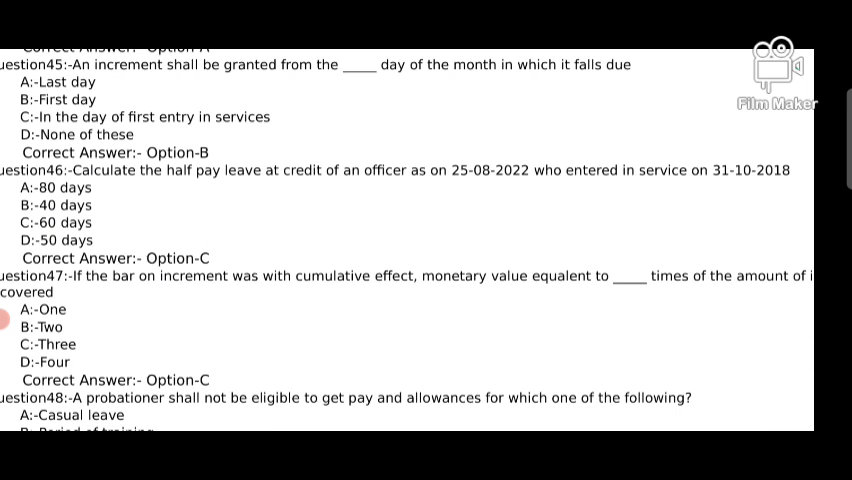 uestion45:-An increment shall be granted from the ____ day of the month in which it falls due
A:-Last day
B:-First day
C:-In the day of first entry in services
D:-None of these
Correct Answer:- Option-B
uestion46:-Calculate the half pay leave at credit of an officer as on 25-08-2022 who entered in service on 31-10-2018
A:-80 days
B:-40 days
C:-60 days
D:-50 days
Correct Answer:- Option-C
uestion47:-If the bar on increment was with cumulative effect, monetary value equalent to ____ times of the amount of i
covered
A:-One
B:-Two
C:-Three
D:-Four
Correct Answer:- Option-C
uestion48:-A probationer shall not be eligible to get pay and allowances for which one of the following?
A:-Casual leave
Film Maker